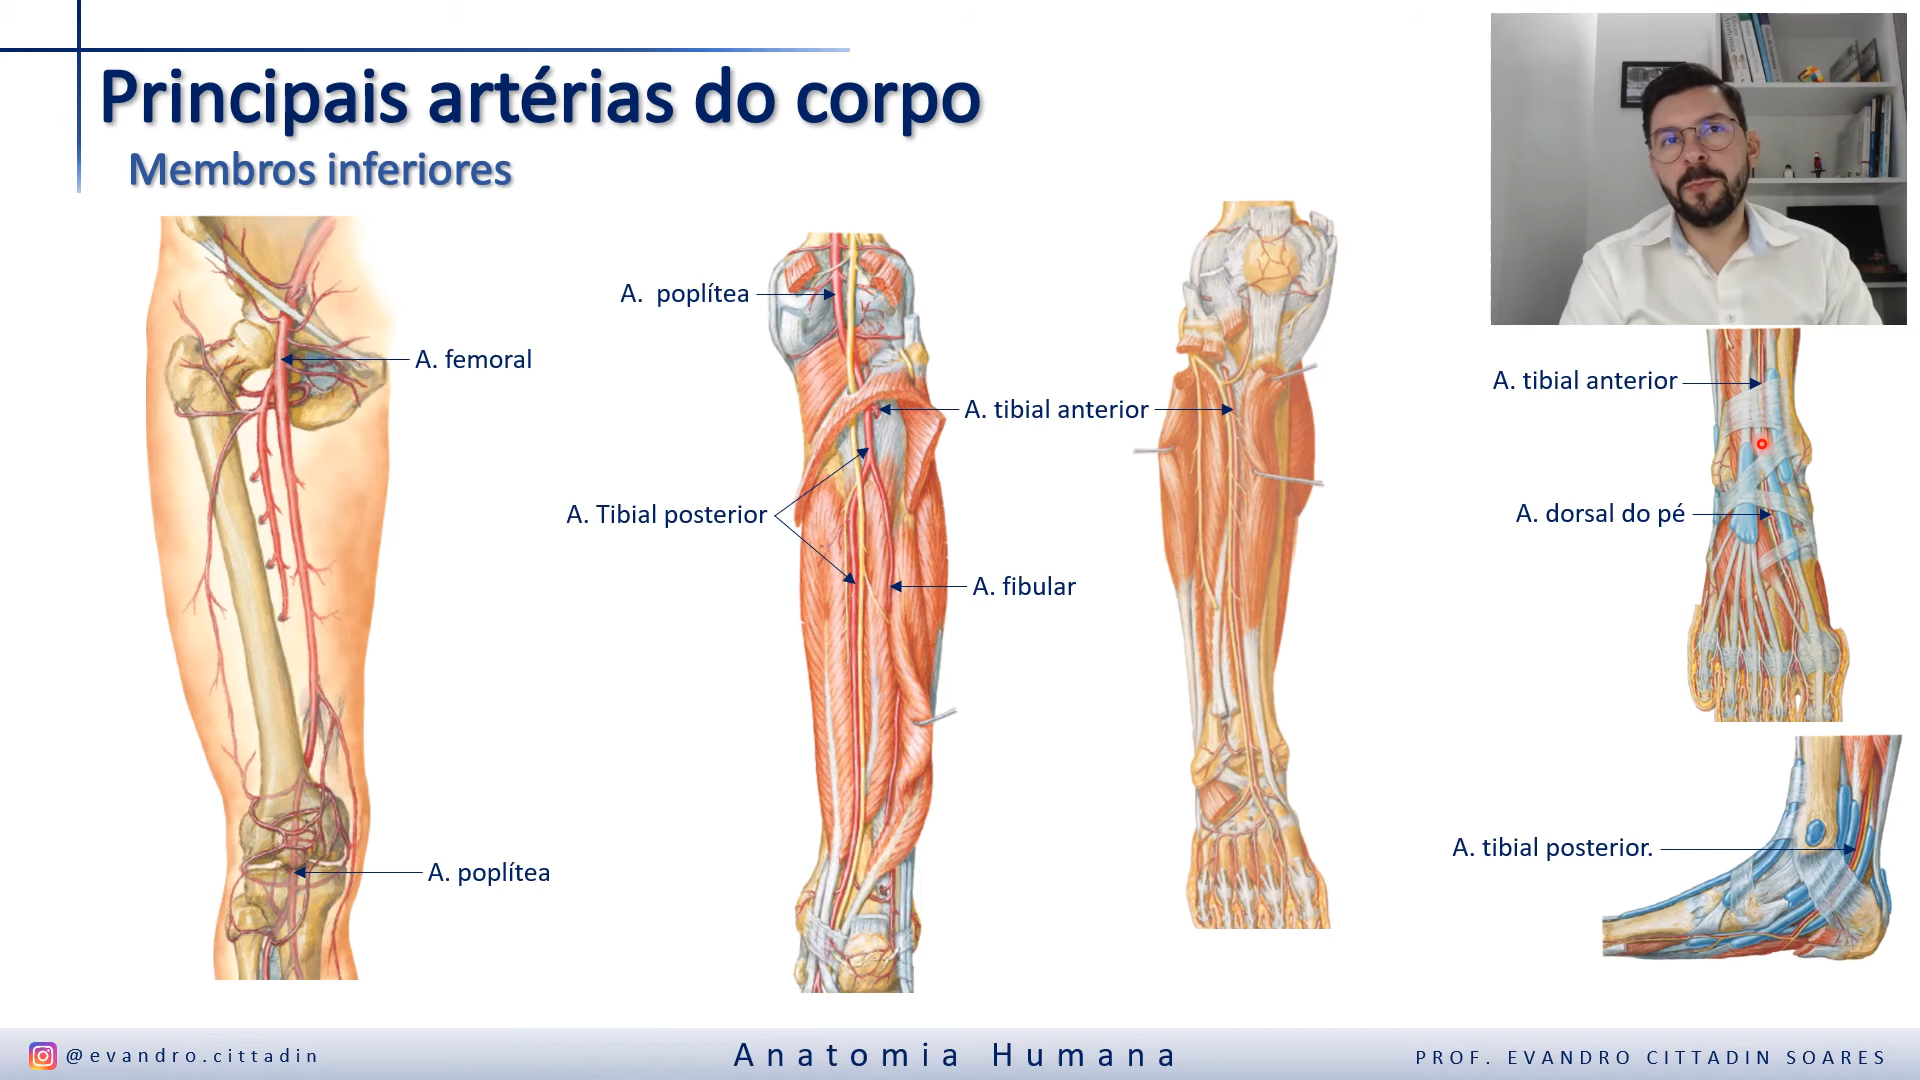 Principais artérias do corpo
Membros inferiores
A. femoral
A. poplítea
A. poplítea
A. tibial anterior
A. Tibial posterior
A. fibular
A. tibial anterior
A. dorsal do pé
A. tibial posterior.
@evandro.cittadin
Anatomia Humana
PROF. EVANDRO CITTADIN SOARES